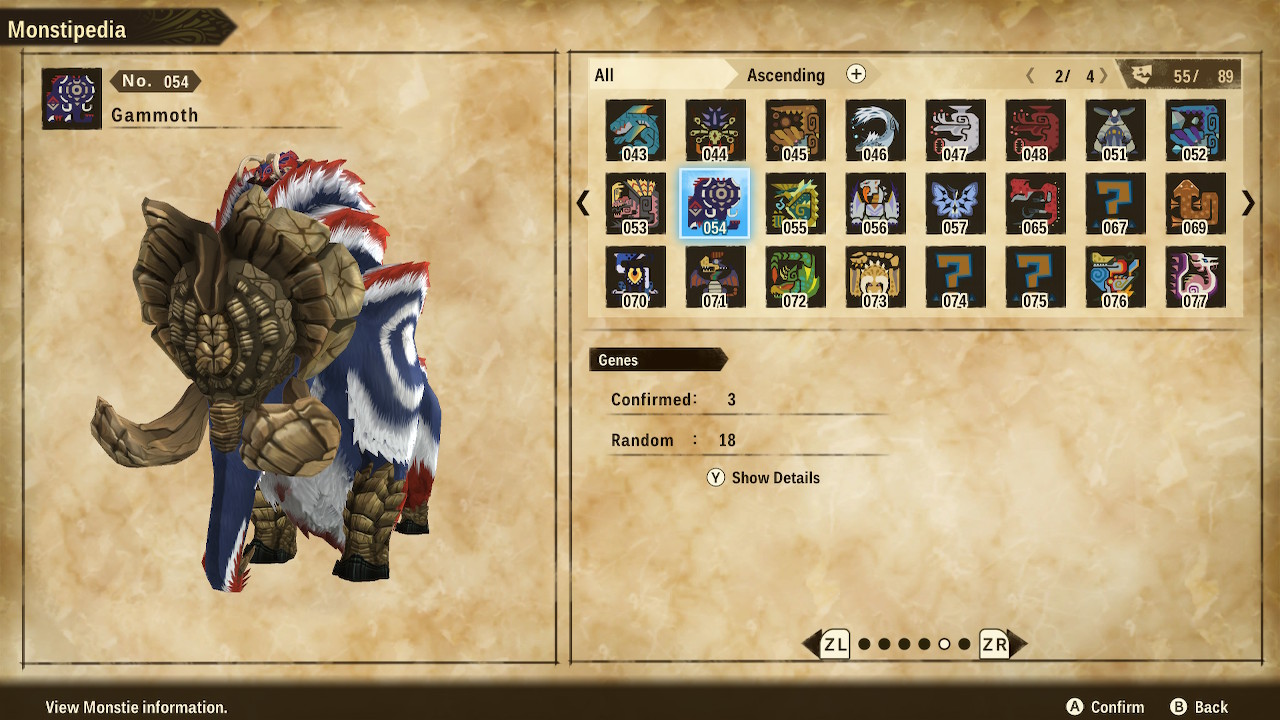 Monstipedia
No. 054
Gammoth
All
Ascending
2/ 4
55/ 89
043 044 045 046 047 048 051 052
053 054 055 056 057 065 067 069
070 071 072 073 074 075 076 077
Genes
Confirmed: 3
Random : 18
Y Show Details
ZL ZR
View Monstie information.
A Confirm B Back